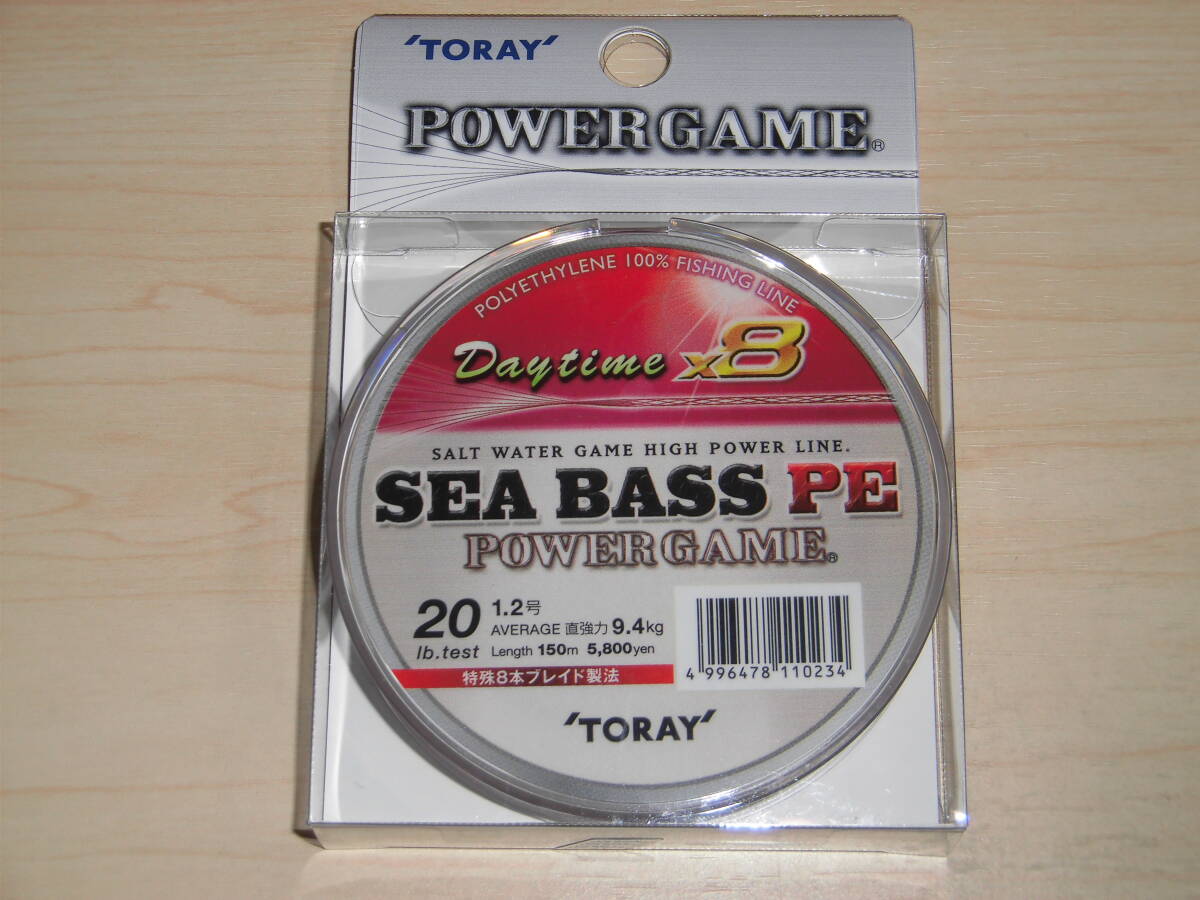 'TORAY'
POWERGAME®
POLYETHYLENE 100% FISHING LINE
Daytime x8
SALT WATER GAME HIGH POWER LINE.
SEA BASS PE
POWERGAME®
20 lb.test
1.2号
AVERAGE 直強力 9.4kg
Length 150m 5,800yen
特殊8本ブレイド製法
4 996478 110234
'TORAY'